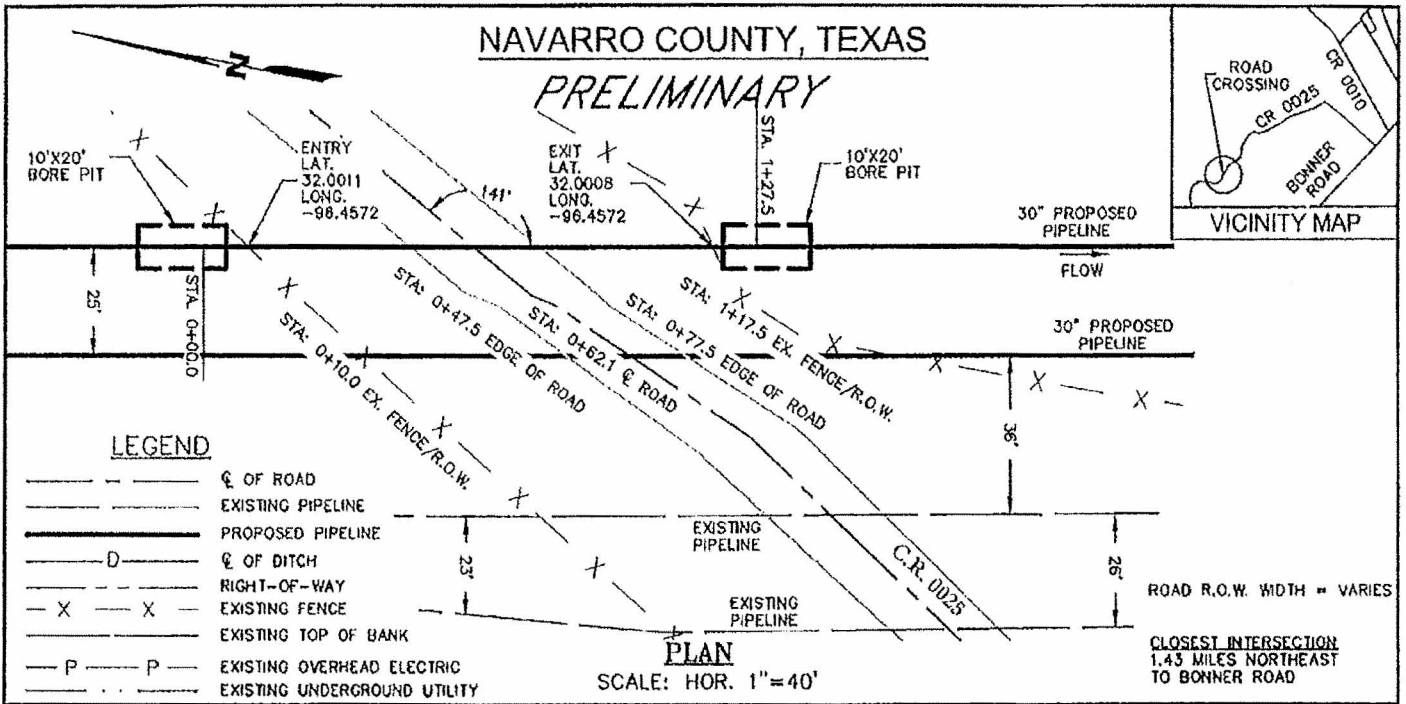 NAVARRO COUNTY, TEXAS
PRELIMINARY
N
10'X20'
BORE PIT
ENTRY
LAT.
32.0011
LONG.
-96.4572
141'
EXIT
LAT.
32.0008
LONG.
-96.4572
STA. 1+27.5
10'X20'
BORE PIT
ROAD
CROSSING
CR 0025
CR 0010
BONNER
ROAD
VICINITY MAP
30" PROPOSED
PIPELINE
FLOW
25'
STA. 0+00.0
STA: 0+10.0 EX. FENCE/R.O.W.
STA: 0+47.5 EDGE OF ROAD
STA: 0+62.1 ℄ ROAD
STA: 0+77.5 EDGE OF ROAD
STA: 1+17.5 EX. FENCE/R.O.W.
30" PROPOSED
PIPELINE
36'
LEGEND
℄ OF ROAD
EXISTING PIPELINE
PROPOSED PIPELINE
D ℄ OF DITCH
RIGHT-OF-WAY
X X EXISTING FENCE
EXISTING TOP OF BANK
P P EXISTING OVERHEAD ELECTRIC
EXISTING UNDERGROUND UTILITY
23'
EXISTING
PIPELINE
EXISTING
PIPELINE
C.R. 0025
26'
ROAD R.O.W. WIDTH = VARIES
CLOSEST INTERSECTION
1.43 MILES NORTHEAST
TO BONNER ROAD
PLAN
SCALE: HOR. 1"=40'